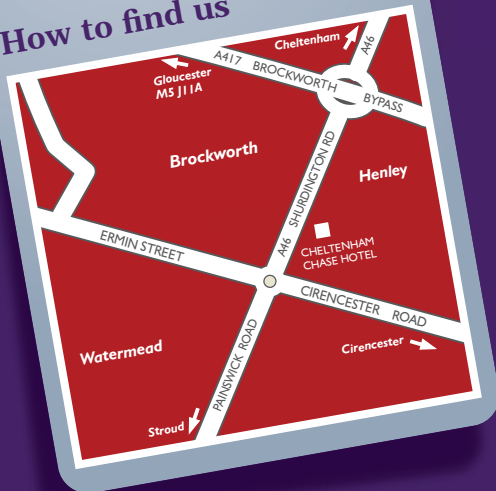 How to find us
Cheltenham
A46
A417 BROCKWORTH BYPASS
Gloucester
M5 J11A
Brockworth
Henley
A46 SHURDINGTON RD
CHELTENHAM
CHASE HOTEL
ERMIN STREET
CIRENCESTER ROAD
Cirencester
Watermead
PAINSWICK ROAD
Stroud